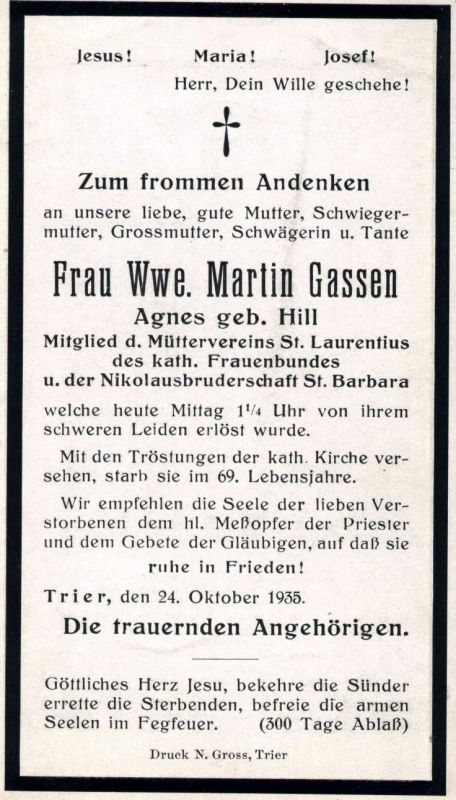 Jesus! Maria! Josef!
Herr, Dein Wille geschehe!
Zum frommen Andenken
an unsere liebe, gute Mutter, Schwieger-
mutter, Grossmutter, Schwägerin u. Tante
Frau Wwe. Martin Gassen
Agnes geb. Hill
Mitglied d. Müttervereins St. Laurentius
des kath. Frauenbundes
u. der Nikolausbruderschaft St. Barbara
welche heute Mittag 1¼ Uhr von ihrem
schweren Leiden erlöst wurde.
Mit den Tröstungen der kath. Kirche ver-
sehen, starb sie im 69. Lebensjahre.
Wir empfehlen die Seele der lieben Ver-
storbenen dem hl. Meßopfer der Priester
und dem Gebete der Gläubigen, auf daß sie
ruhe in Frieden!
Trier, den 24. Oktober 1935.
Die trauernden Angehörigen.
Göttliches Herz Jesu, bekehre die Sünder
errette die Sterbenden, befreie die armen
Seelen im Fegfeuer. (300 Tage Ablaß)
Druck N. Gross, Trier